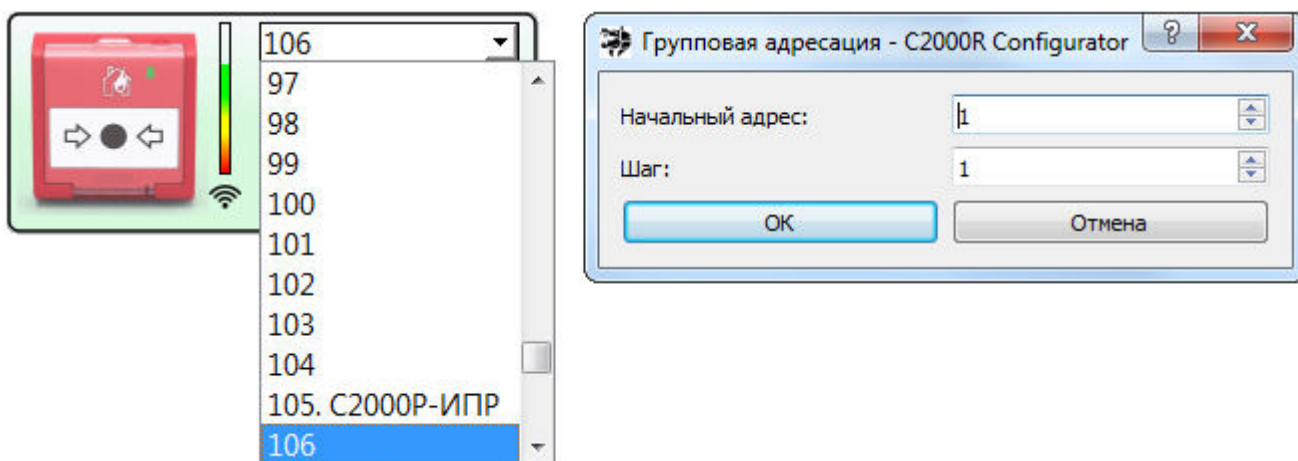 106
97
98
99
100
101
102
103
104
105. С2000Р-ИПР
106
Групповая адресация - C2000R Configurator
Начальный адрес:
1
Шаг:
1
ОК
Отмена